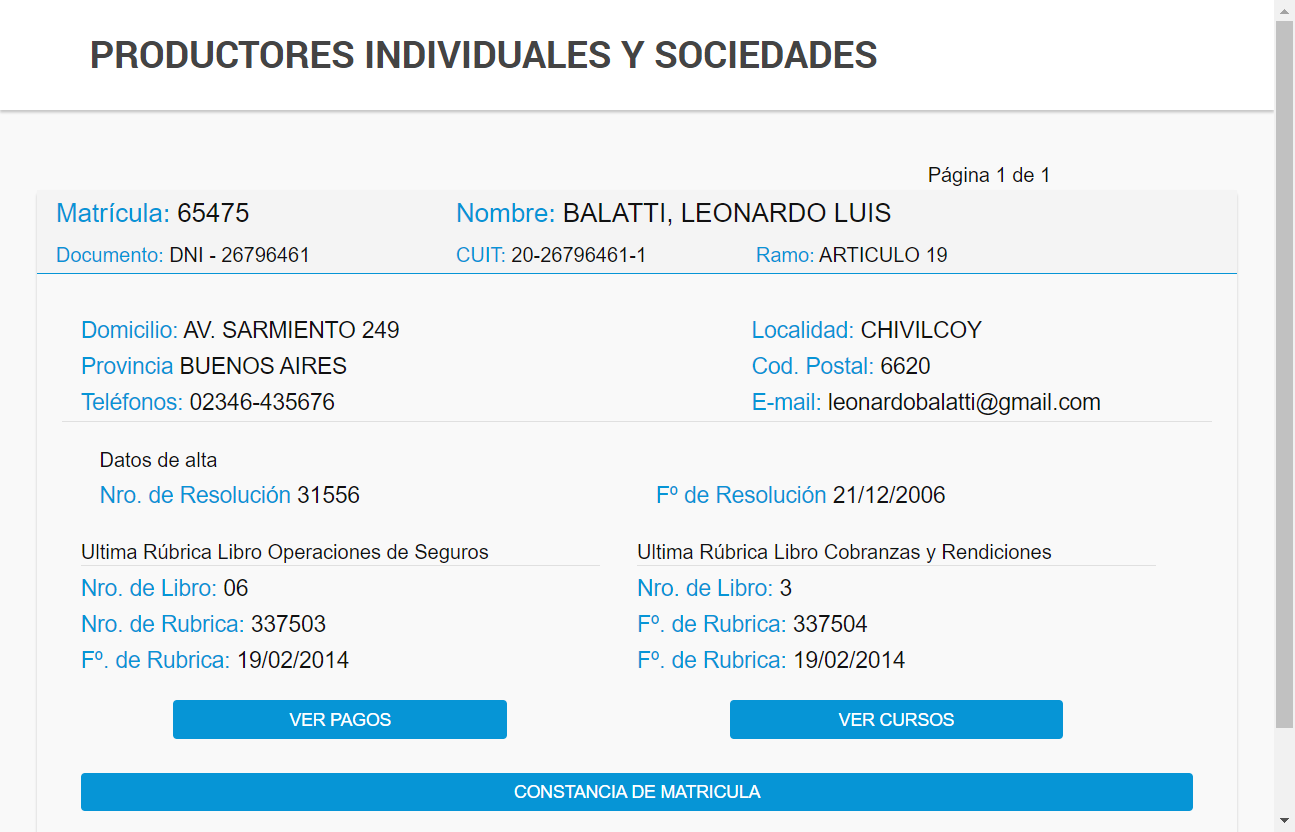 PRODUCTORES INDIVIDUALES Y SOCIEDADES
Página 1 de 1
Matrícula: 65475 Nombre: BALATTI, LEONARDO LUIS
Documento: DNI - 26796461 CUIT: 20-26796461-1 Ramo: ARTICULO 19
Domicilio: AV. SARMIENTO 249 Localidad: CHIVILCOY
Provincia BUENOS AIRES Cod. Postal: 6620
Teléfonos: 02346-435676 E-mail: leonardobalatti@gmail.com
Datos de alta
Nro. de Resolución 31556 Fº de Resolución 21/12/2006
Ultima Rúbrica Libro Operaciones de Seguros Ultima Rúbrica Libro Cobranzas y Rendiciones
Nro. de Libro: 06 Nro. de Libro: 3
Nro. de Rubrica: 337503 Fº. de Rubrica: 337504
Fº. de Rubrica: 19/02/2014 Fº. de Rubrica: 19/02/2014
VER PAGOS VER CURSOS
CONSTANCIA DE MATRICULA